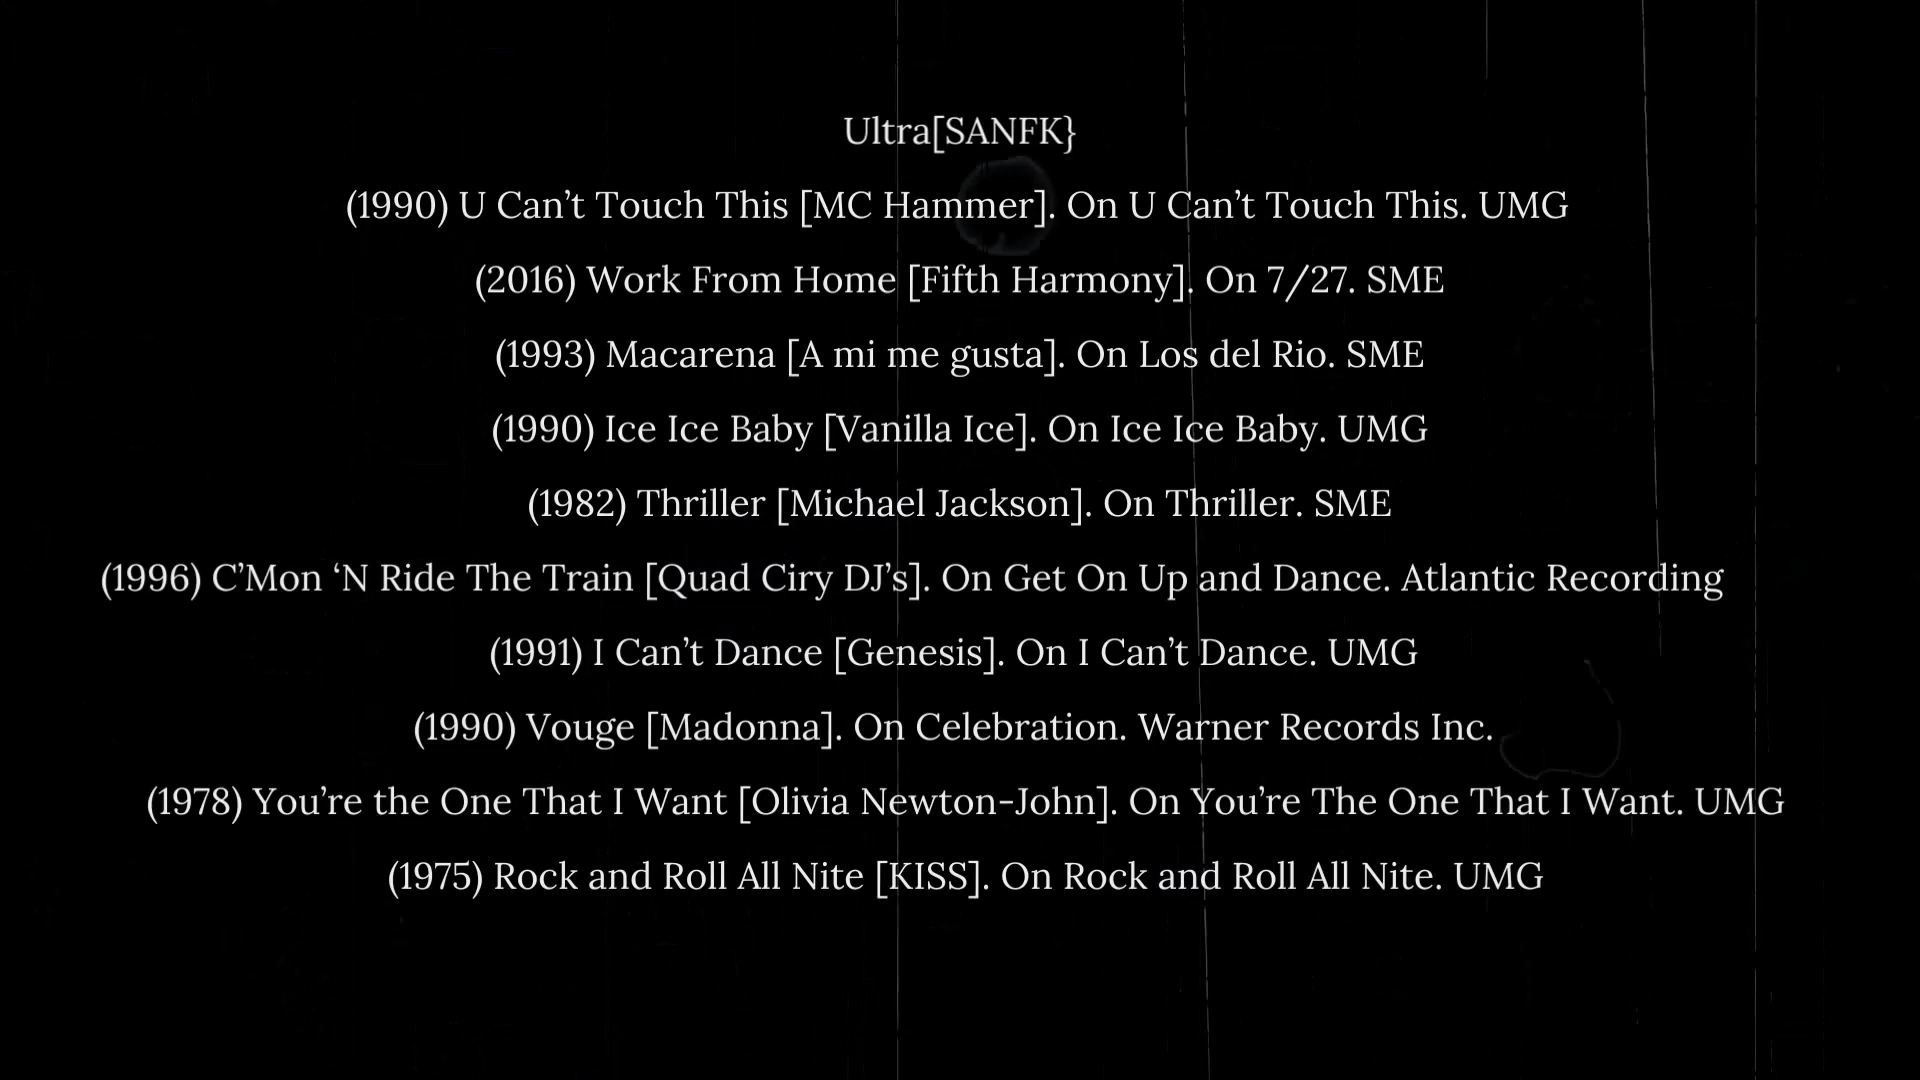 Ultra[SANFK}
(1990) U Can’t Touch This [MC Hammer]. On U Can’t Touch This. UMG
(2016) Work From Home [Fifth Harmony]. On 7/27. SME
(1993) Macarena [A mi me gusta]. On Los del Rio. SME
(1990) Ice Ice Baby [Vanilla Ice]. On Ice Ice Baby. UMG
(1982) Thriller [Michael Jackson]. On Thriller. SME
(1996) C’Mon ‘N Ride The Train [Quad Ciry DJ’s]. On Get On Up and Dance. Atlantic Recording
(1991) I Can’t Dance [Genesis]. On I Can’t Dance. UMG
(1990) Vouge [Madonna]. On Celebration. Warner Records Inc.
(1978) You’re the One That I Want [Olivia Newton-John]. On You’re The One That I Want. UMG
(1975) Rock and Roll All Nite [KISS]. On Rock and Roll All Nite. UMG